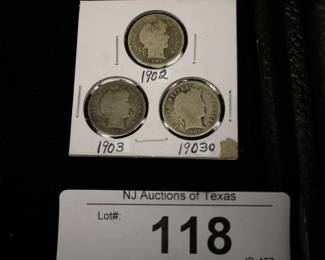 1902
1903 1903O
NJ Auctions of Texas
Lot#:
118